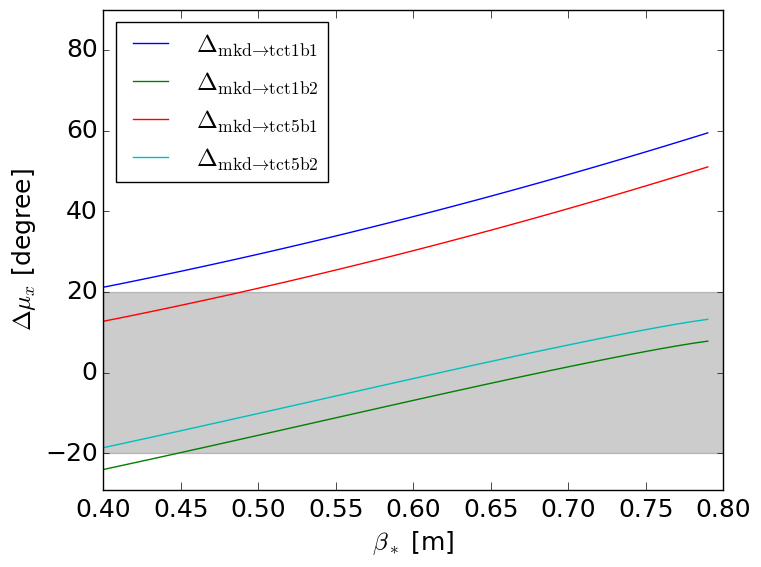 Δmkd→tct1b1
Δmkd→tct1b2
Δmkd→tct5b1
Δmkd→tct5b2
80
60
40
20
0
−20
Δμx [degree]
0.40 0.45 0.50 0.55 0.60 0.65 0.70 0.75 0.80
β* [m]